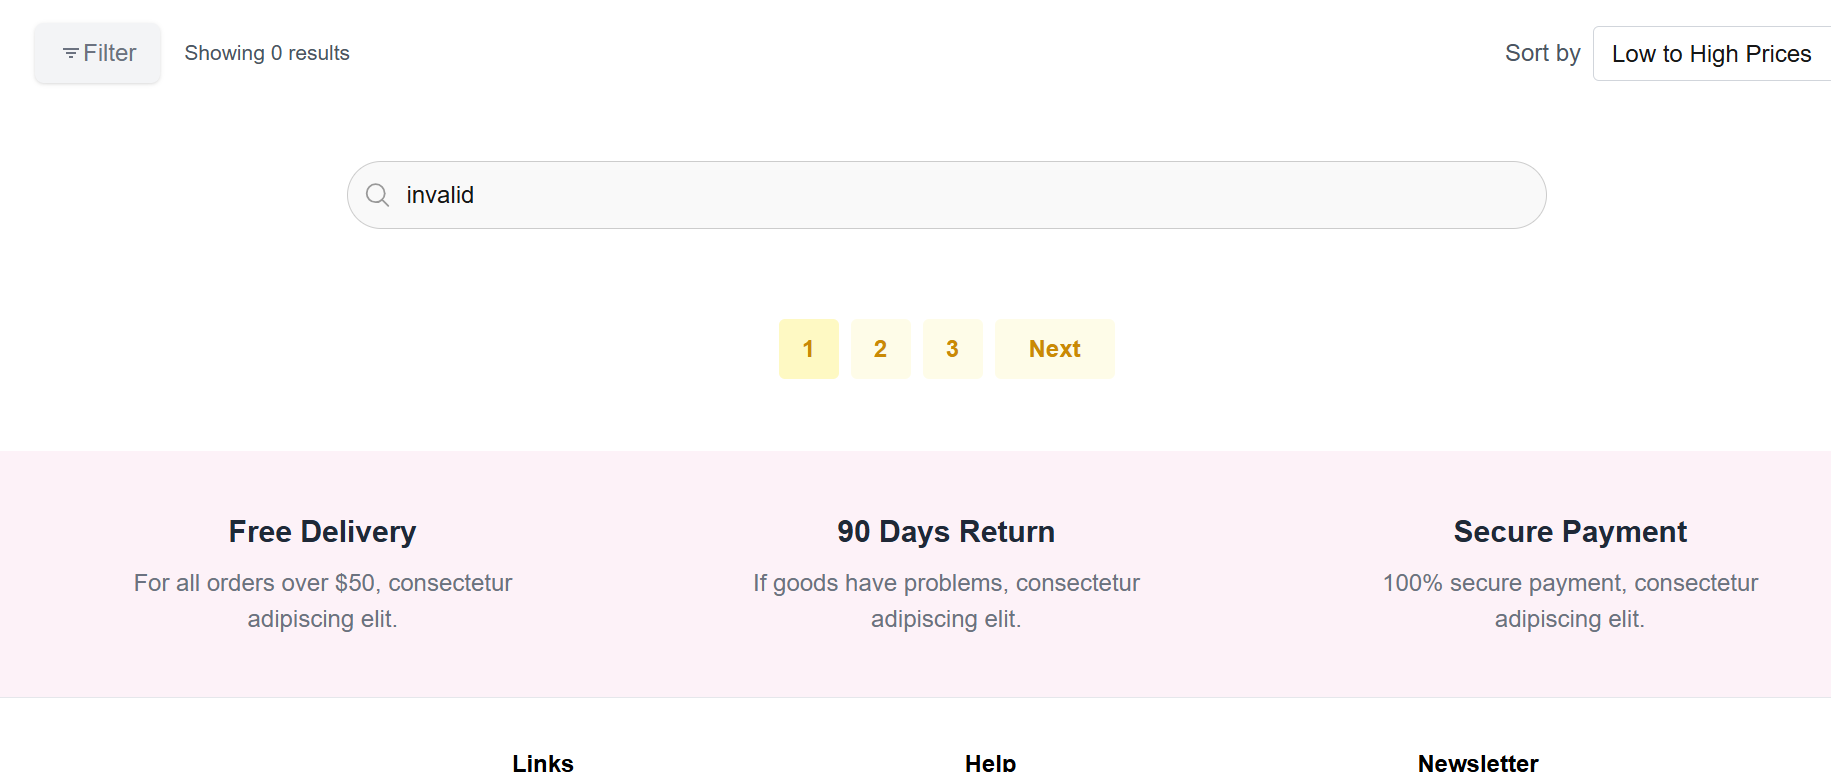 Filter
Showing 0 results
Sort by
Low to High Prices
invalid
1 2 3 Next
Free Delivery
For all orders over $50, consectetur
adipiscing elit.
90 Days Return
If goods have problems, consectetur
adipiscing elit.
Secure Payment
100% secure payment, consectetur
adipiscing elit.
Links
Help
Newsletter